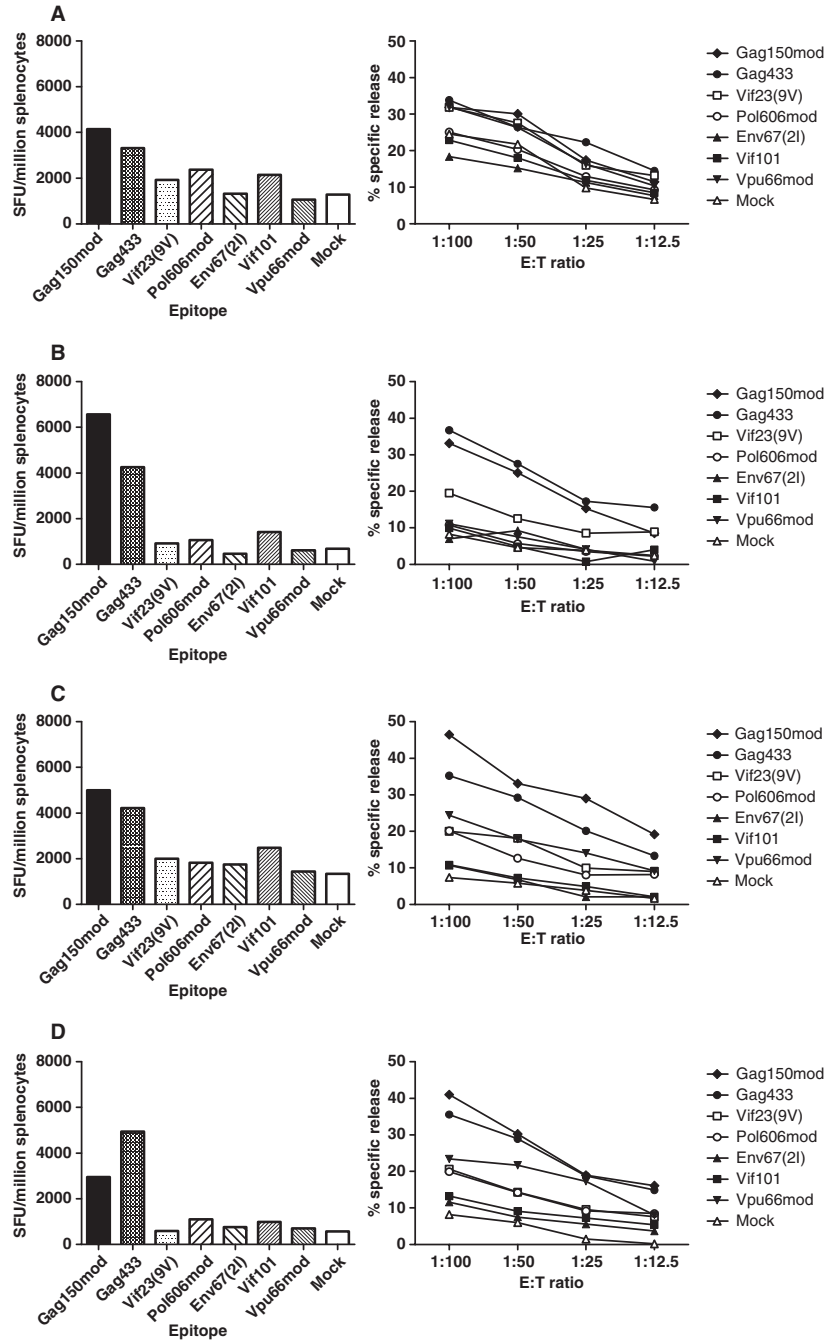 A
SFU/million splenocytes
8000
6000
4000
2000
0
Gag150mod
Gag433
Vif23(9V)
Pol606mod
Env67(2I)
Vif101
Vpu66mod
Mock
Epitope
% specific release
50
40
30
20
10
0
1:100
1:50
1:25
1:12.5
E:T ratio
Gag150mod
Gag433
Vif23(9V)
Pol606mod
Env67(2I)
Vif101
Vpu66mod
Mock
B
SFU/million splenocytes
8000
6000
4000
2000
0
Gag150mod
Gag433
Vif23(9V)
Pol606mod
Env67(2I)
Vif101
Vpu66mod
Mock
Epitope
% specific release
50
40
30
20
10
0
1:100
1:50
1:25
1:12.5
E:T ratio
Gag150mod
Gag433
Vif23(9V)
Pol606mod
Env67(2I)
Vif101
Vpu66mod
Mock
C
SFU/million splenocytes
8000
6000
4000
2000
0
Gag150mod
Gag433
Vif23(9V)
Pol606mod
Env67(2I)
Vif101
Vpu66mod
Mock
Epitope
% specific release
50
40
30
20
10
0
1:100
1:50
1:25
1:12.5
E:T ratio
Gag150mod
Gag433
Vif23(9V)
Pol606mod
Env67(2I)
Vif101
Vpu66mod
Mock
D
SFU/million splenocytes
8000
6000
4000
2000
0
Gag150mod
Gag433
Vif23(9V)
Pol606mod
Env67(2I)
Vif101
Vpu66mod
Mock
Epitope
% specific release
50
40
30
20
10
0
1:100
1:50
1:25
1:12.5
E:T ratio
Gag150mod
Gag433
Vif23(9V)
Pol606mod
Env67(2I)
Vif101
Vpu66mod
Mock